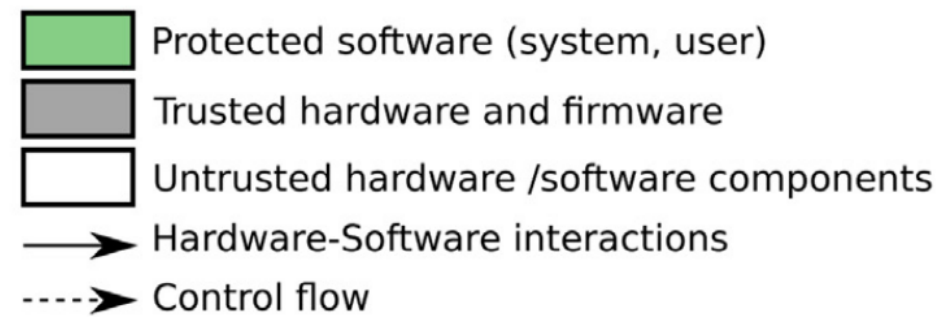 Protected software (system, user)
Trusted hardware and firmware
Untrusted hardware /software components
Hardware-Software interactions
Control flow